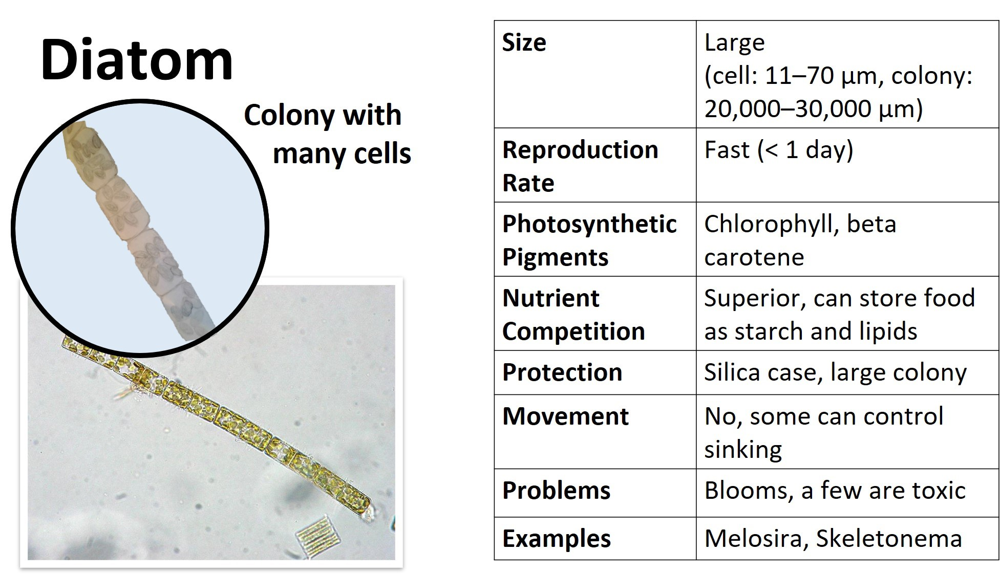 Diatom
Colony with
many cells
Size
Large
(cell: 11–70 µm, colony:
20,000–30,000 µm)
Reproduction
Rate
Fast (< 1 day)
Photosynthetic
Pigments
Chlorophyll, beta
carotene
Nutrient
Competition
Superior, can store food
as starch and lipids
Protection
Silica case, large colony
Movement
No, some can control
sinking
Problems
Blooms, a few are toxic
Examples
Melosira, Skeletonema